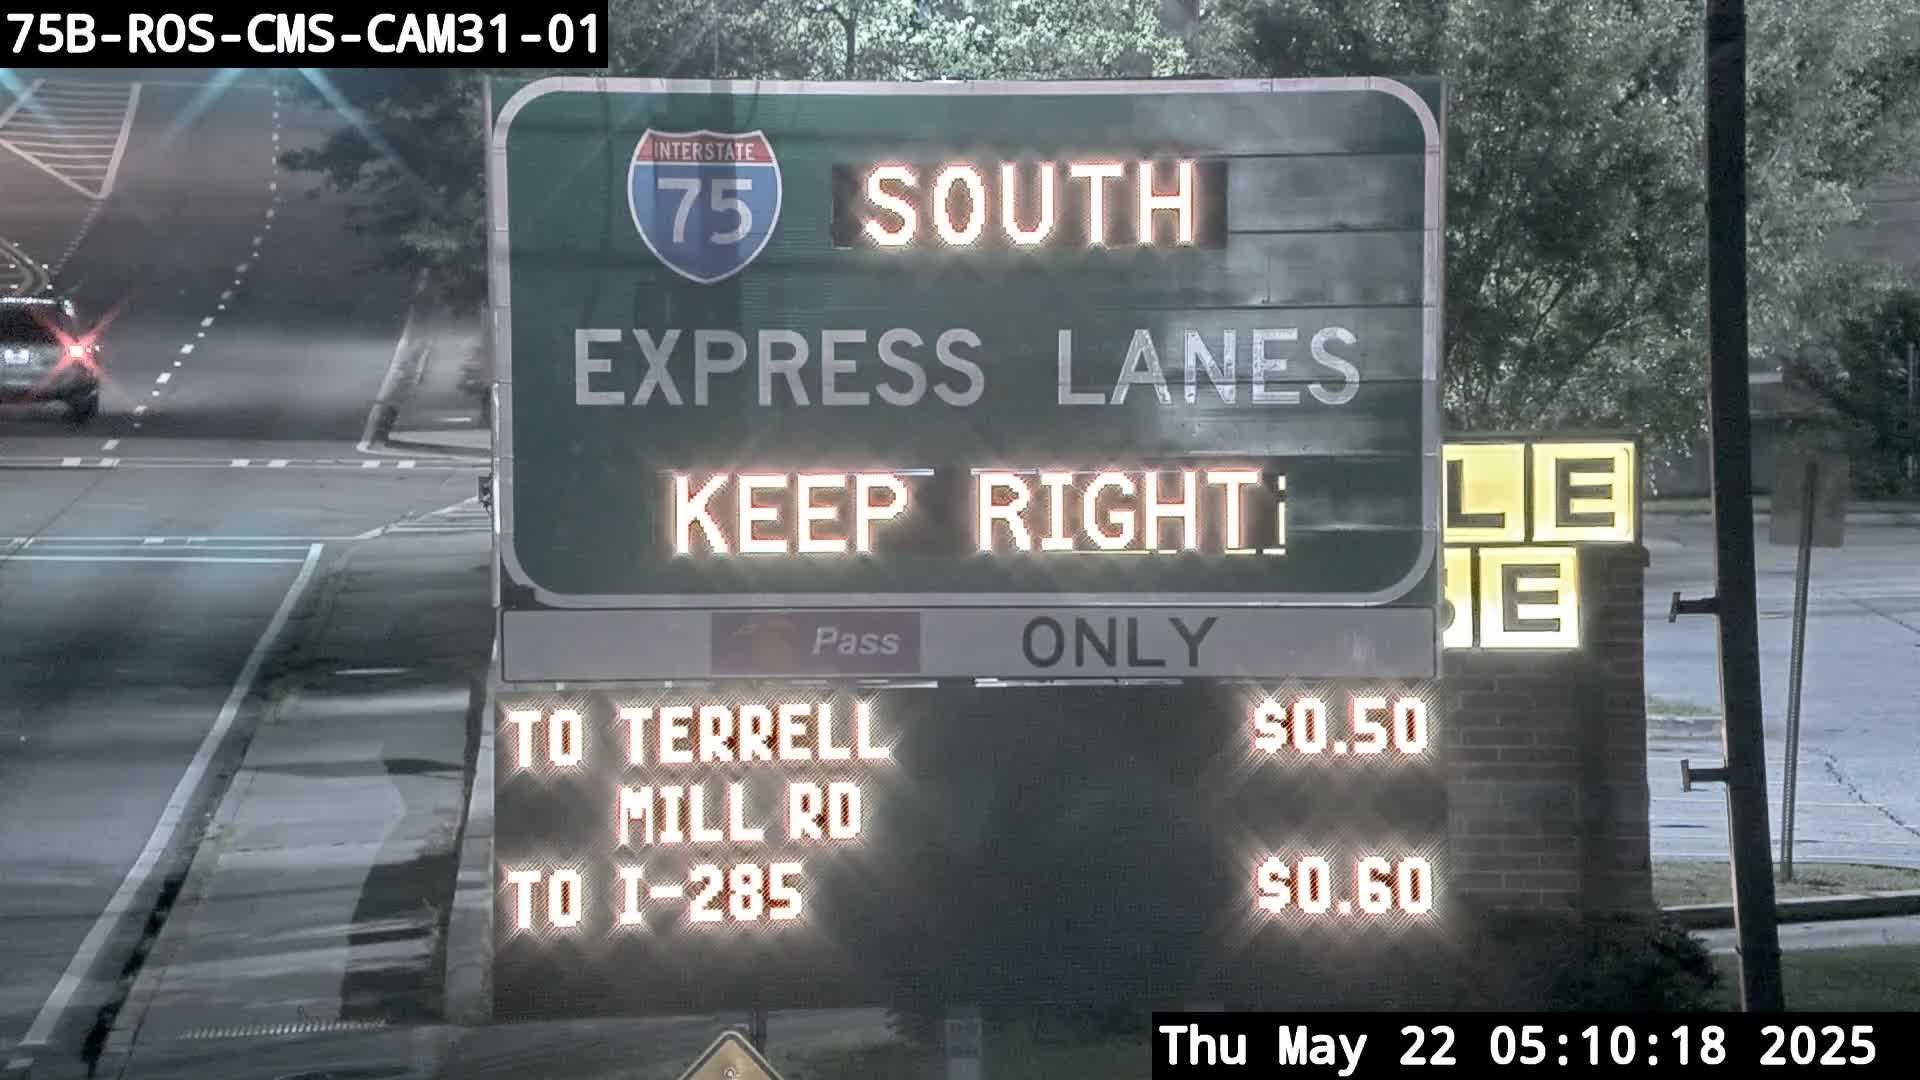 75B-ROS-CMS-CAM31-01
INTERSTATE
75
SOUTH
EXPRESS LANES
KEEP RIGHT
Pass ONLY
LE
E
TO TERRELL $0.50
MILL RD
TO I-285 $0.60
Thu May 22 05:10:18 2025